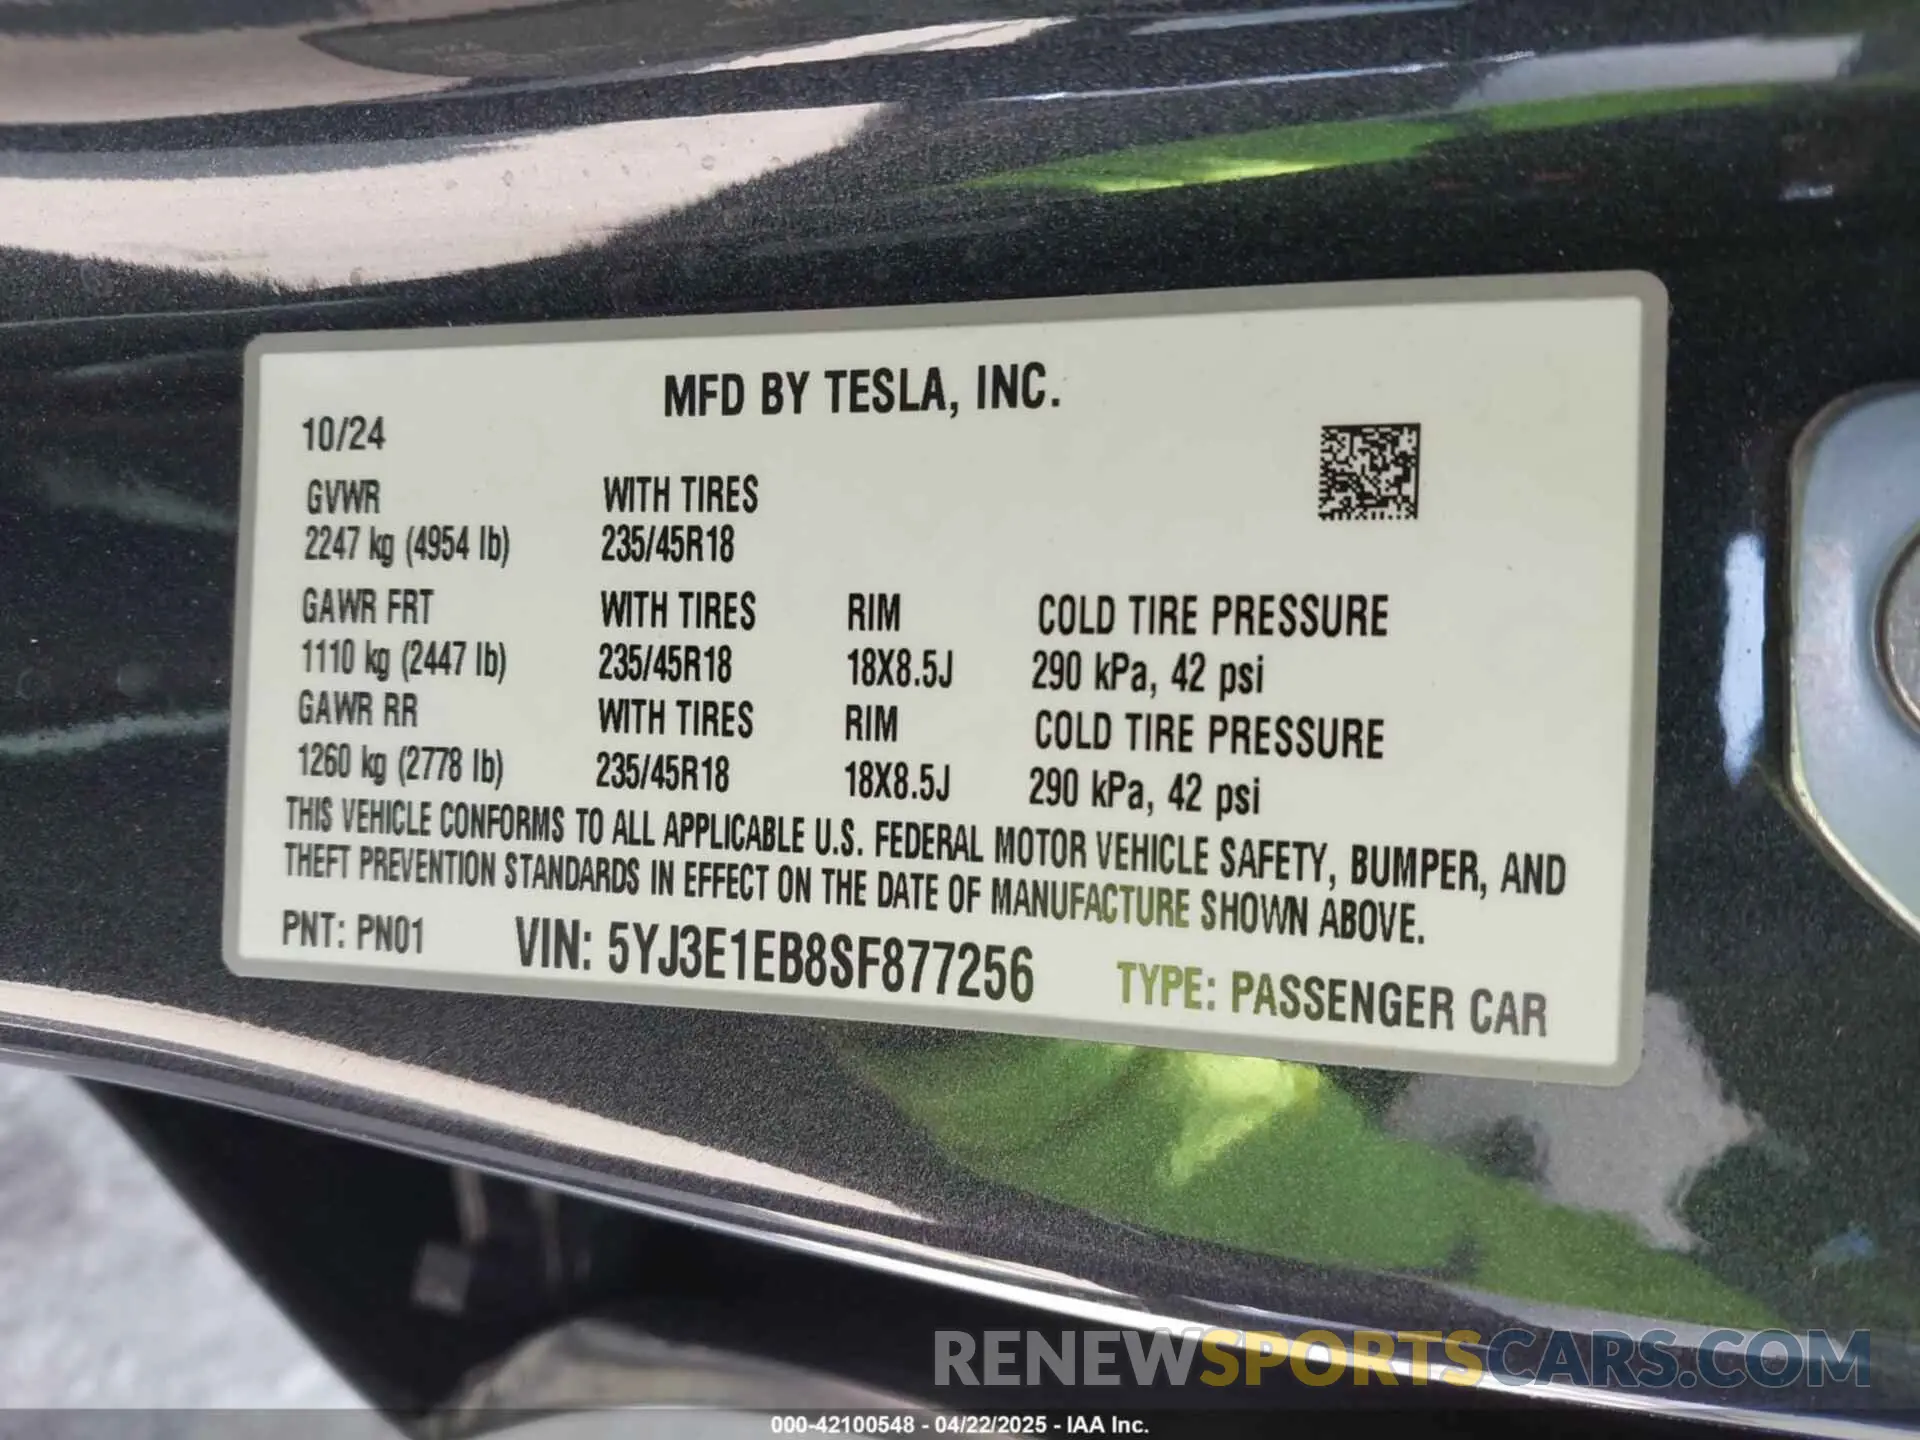 MFD BY TESLA, INC.
10/24
GVWR WITH TIRES
2247 kg (4954 lb) 235/45R18
GAWR FRT WITH TIRES RIM COLD TIRE PRESSURE
1110 kg (2447 lb) 235/45R18 18X8.5J 290 kPa, 42 psi
GAWR RR WITH TIRES RIM COLD TIRE PRESSURE
1260 kg (2778 lb) 235/45R18 18X8.5J 290 kPa, 42 psi
THIS VEHICLE CONFORMS TO ALL APPLICABLE U.S. FEDERAL MOTOR VEHICLE SAFETY, BUMPER, AND
THEFT PREVENTION STANDARDS IN EFFECT ON THE DATE OF MANUFACTURE SHOWN ABOVE.
PNT: PN01 VIN: 5YJ3E1EB8SF877256 TYPE: PASSENGER CAR
RENEWSPORTSCARS.COM
000-42100548 - 04/22/2025 - IAA Inc.